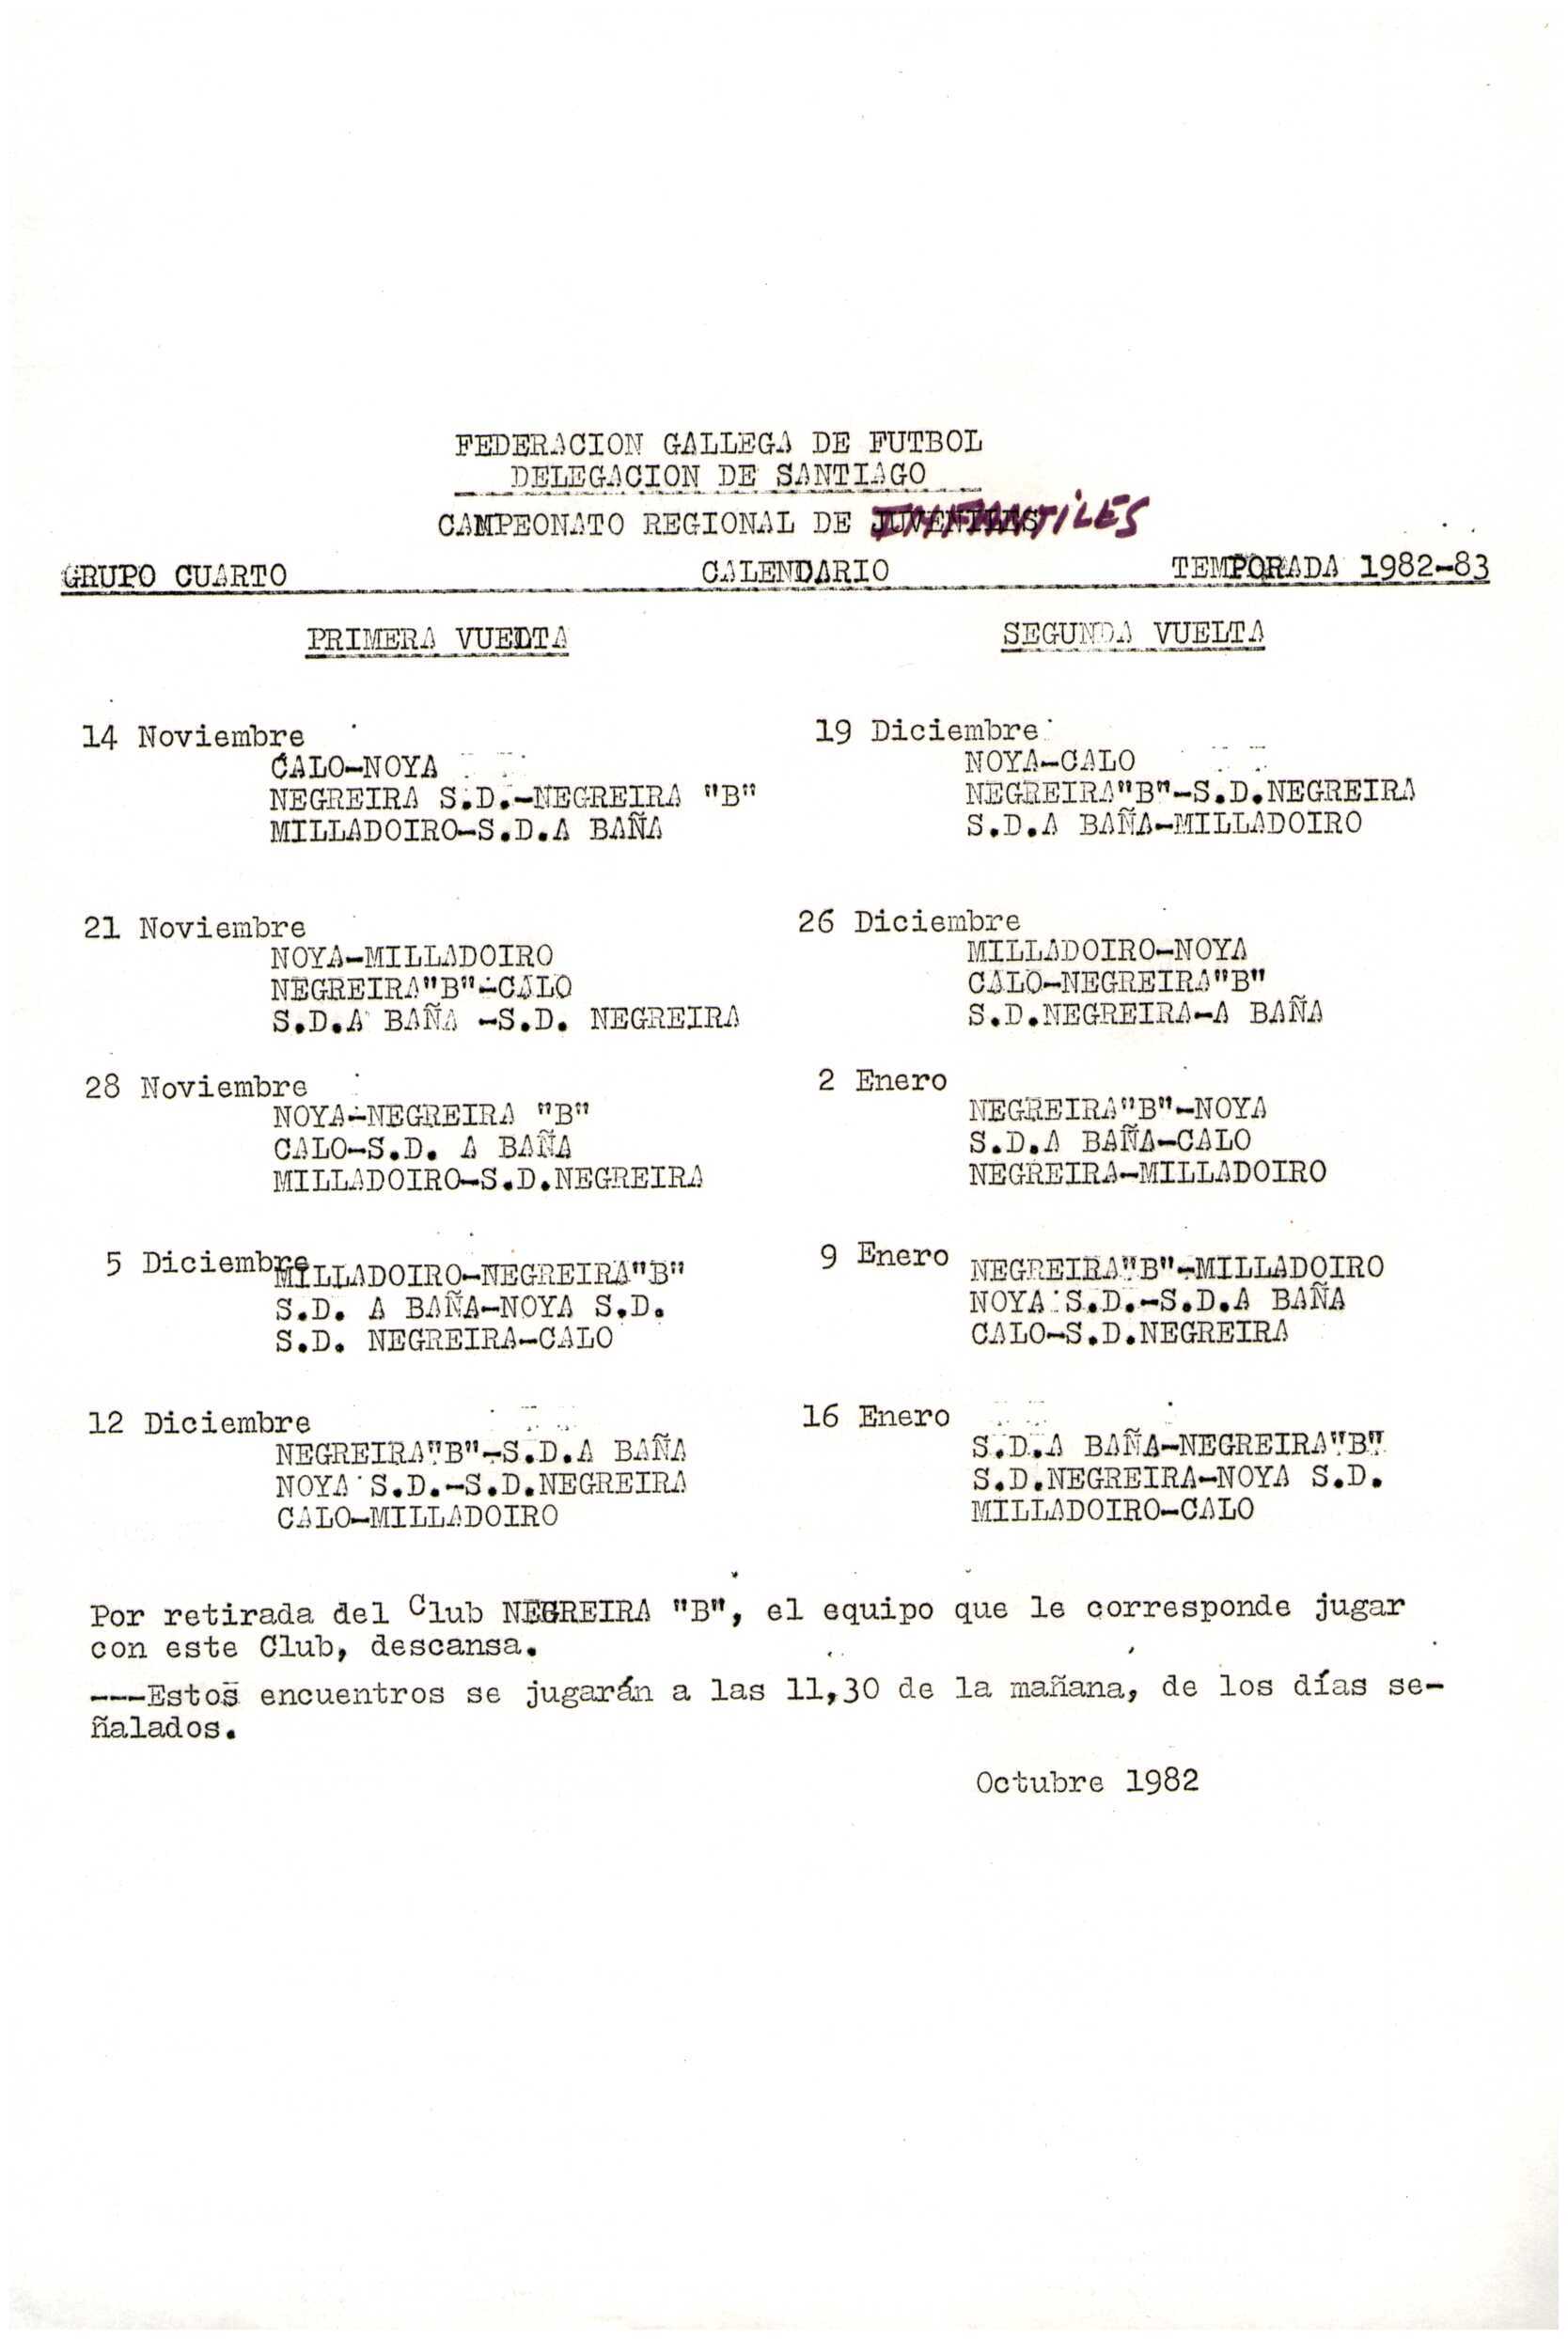 FEDERACION GALLEGA DE FUTBOL
DELEGACION DE SANTIAGO
CAMPEONATO REGIONAL DE INFANTILES
GRUPO CUARTO CALENDARIO TEMPORADA 1982-83
PRIMERA VUELTA
14 Noviembre
CALO-NOYA
NEGREIRA S.D.-NEGREIRA "B"
MILLADOIRO-S.D.A BAÑA
21 Noviembre
NOYA-MILLADOIRO
NEGREIRA"B"-CALO
S.D.A BAÑA -S.D. NEGREIRA
28 Noviembre
NOYA-NEGREIRA "B"
CALO-S.D. A BAÑA
MILLADOIRO-S.D.NEGREIRA
5 Diciembre
MILLADOIRO-NEGREIRA"B"
S.D. A BAÑA-NOYA S.D.
S.D. NEGREIRA-CALO
12 Diciembre
NEGREIRA"B"-S.D.A BAÑA
NOYA S.D.-S.D.NEGREIRA
CALO-MILLADOIRO
SEGUNDA VUELTA
19 Diciembre
NOYA-CALO
NEGREIRA"B"-S.D.NEGREIRA
S.D.A BAÑA-MILLADOIRO
26 Diciembre
MILLADOIRO-NOYA
CALO-NEGREIRA"B"
S.D.NEGREIRA-A BAÑA
2 Enero
NEGREIRA"B"-NOYA
S.D.A BAÑA-CALO
NEGREIRA-MILLADOIRO
9 Enero
NEGREIRA"B"-MILLADOIRO
NOYA S.D.-S.D.A BAÑA
CALO-S.D.NEGREIRA
16 Enero
S.D.A BAÑA-NEGREIRA"B"
S.D.NEGREIRA-NOYA S.D.
MILLADOIRO-CALO
Por retirada del Club NEGREIRA "B", el equipo que le corresponde jugar
con este Club, descansa.
---Estos encuentros se jugarán a las 11,30 de la mañana, de los días se-
ñalados.
Octubre 1982